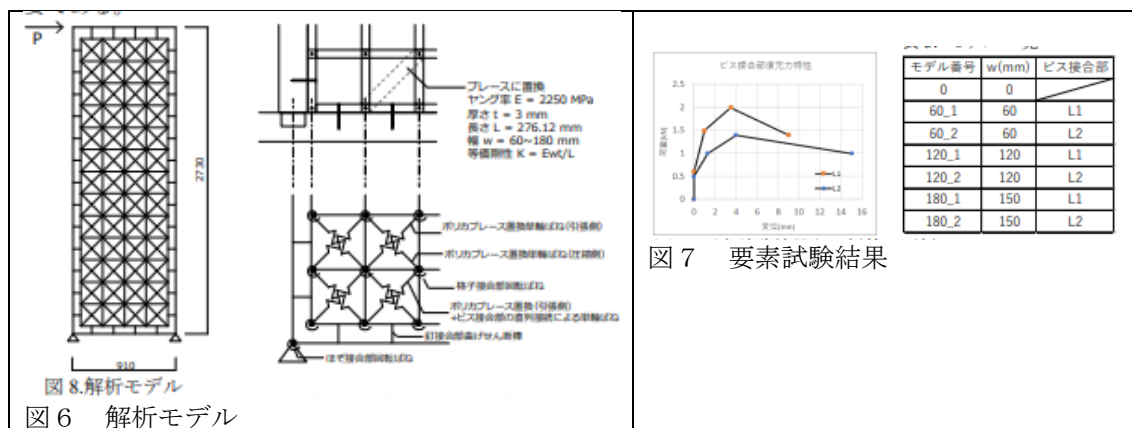 P
2730
910
図 8.解析モデル
ブレースに置換
ヤング率 E = 2250 MPa
厚さ t = 3 mm
長さ L = 276.12 mm
幅 w = 60~180 mm
等価剛性 K = Ewt/L
ポリカブレース置換単軸ばね(引張側)
ポリカブレース置換単軸ばね(圧縮側)
格子接合部回転ばね
ポリカブレース置換(引張側)
+ビス接合部の直列接続による単軸ばね
釘接合部曲げせん断棒
ほぞ接合部回転ばね
図６　解析モデル
ビス接合部復元力特性
2.5
2
1.5
1
0.5
0
0 2 4 6 8 10 12 14 16
変位(mm)
荷重(kN)
L1
L2
モデル番号 w(mm) ビス接合部
0 0
60_1 60 L1
60_2 60 L2
120_1 120 L1
120_2 120 L2
180_1 150 L1
180_2 150 L2
図７　要素試験結果